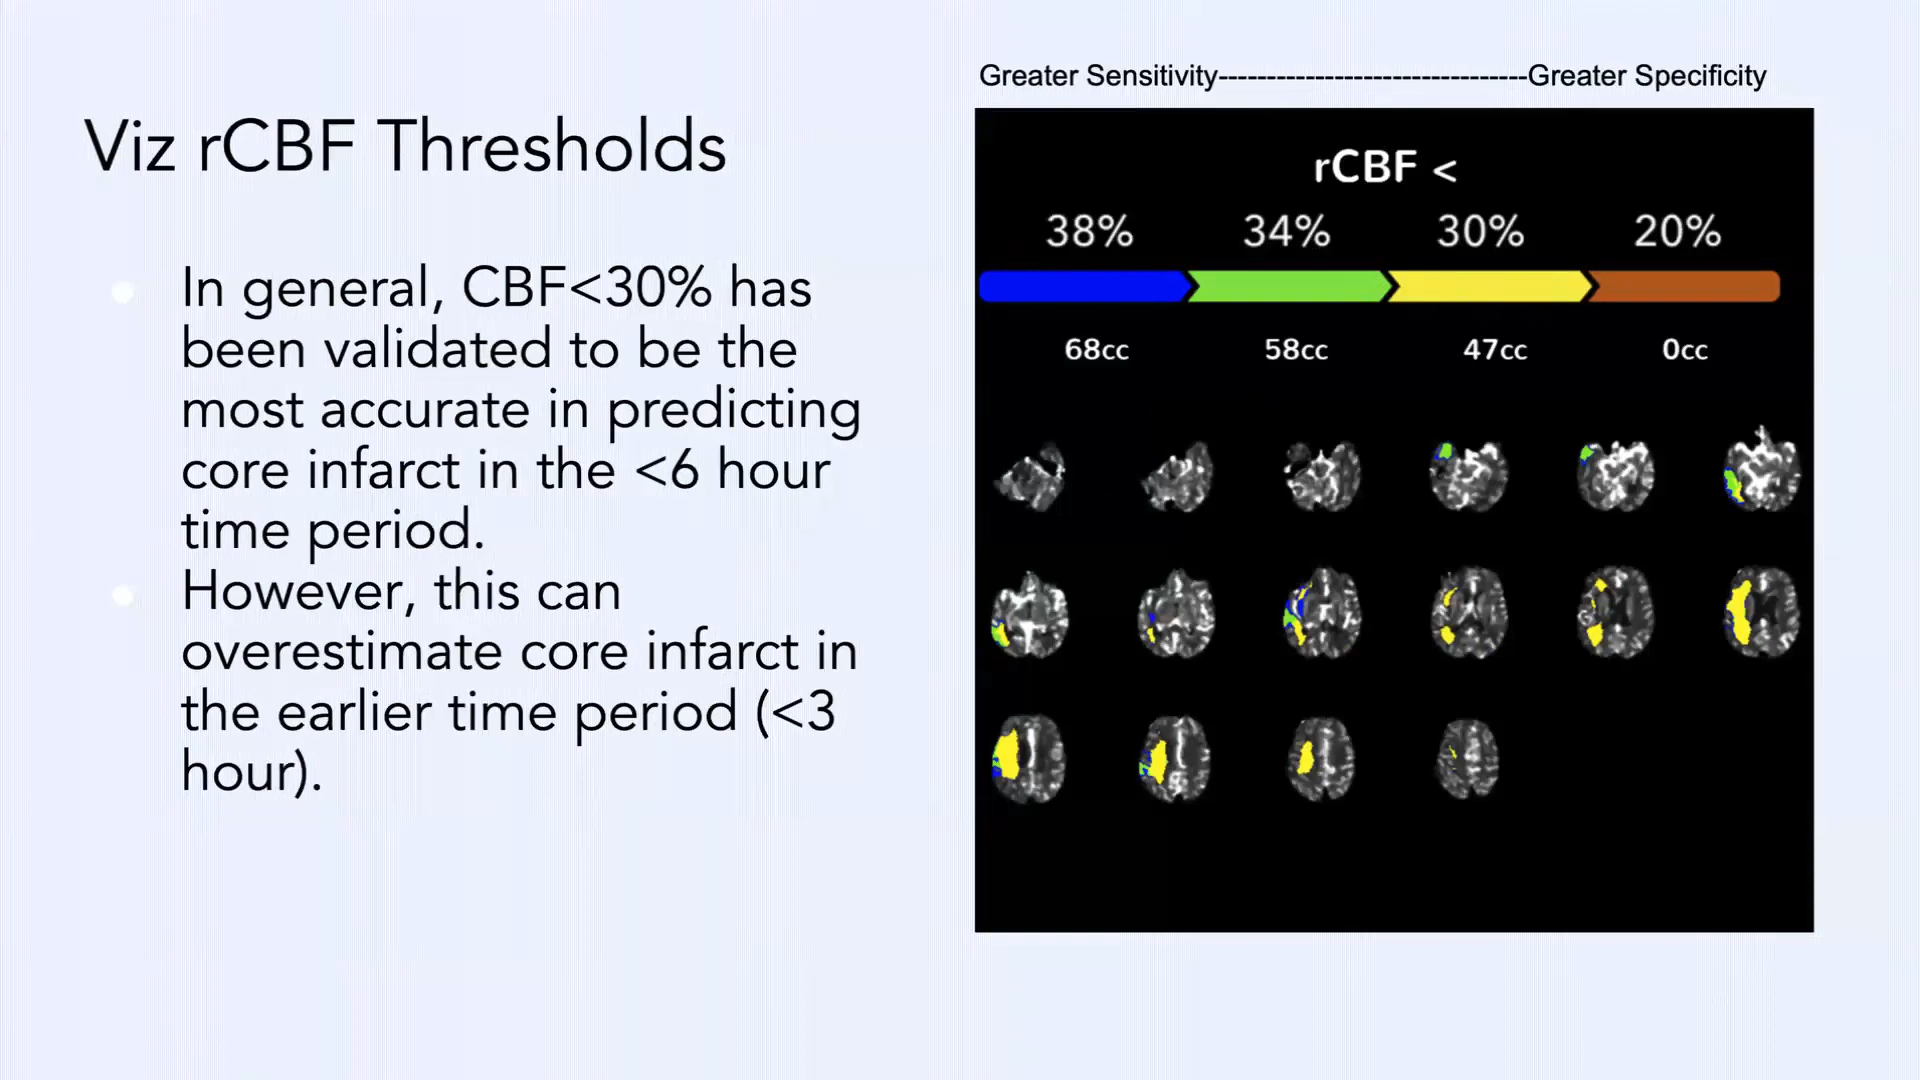 Viz rCBF Thresholds
In general, CBF<30% has
been validated to be the
most accurate in predicting
core infarct in the <6 hour
time period.
However, this can
overestimate core infarct in
the earlier time period (<3
hour).
Greater Sensitivity--------------------------------Greater Specificity
rCBF <
38% 34% 30% 20%
68cc 58cc 47cc 0cc